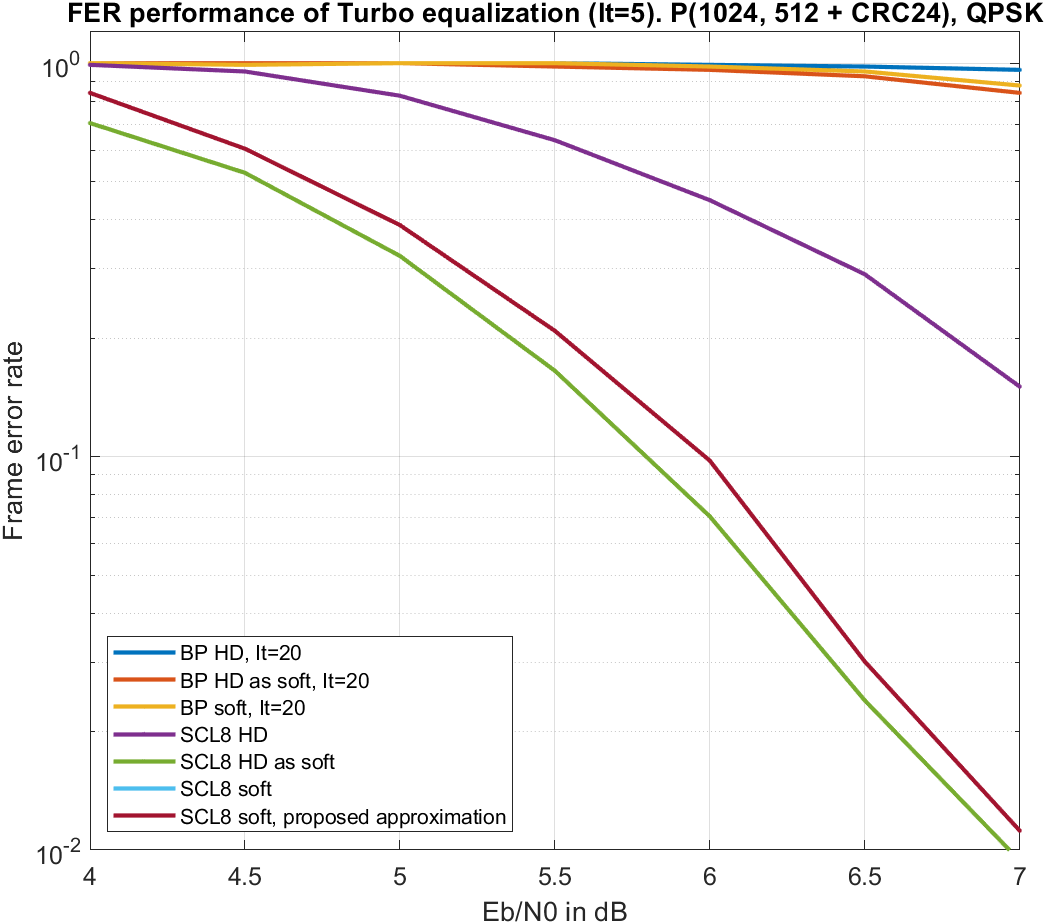 FER performance of Turbo equalization (It=5). P(1024, 512 + CRC24), QPSK
Frame error rate
10^0
10^-1
10^-2
BP HD, It=20
BP HD as soft, It=20
BP soft, It=20
SCL8 HD
SCL8 HD as soft
SCL8 soft
SCL8 soft, proposed approximation
4 4.5 5 5.5 6 6.5 7
Eb/N0 in dB